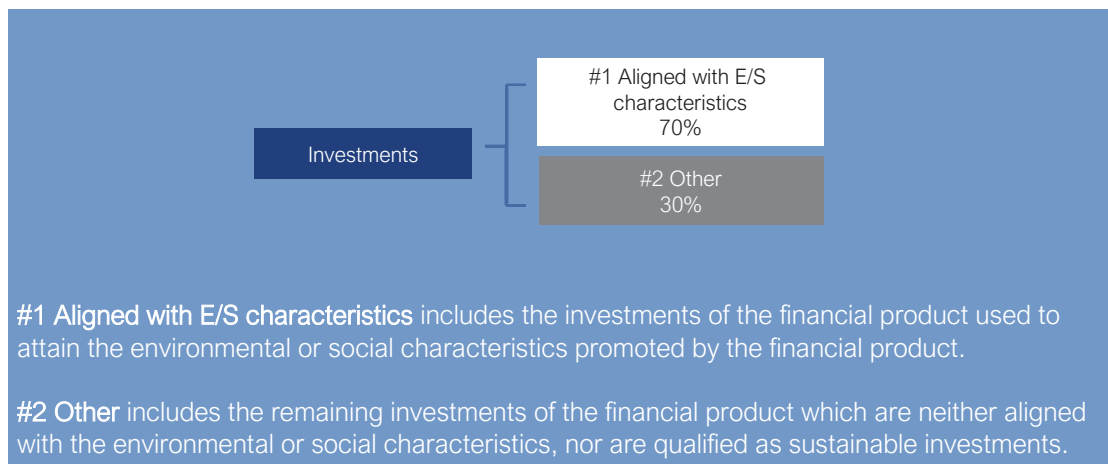 #1 Aligned with E/S
characteristics
70%
Investments
#2 Other
30%
#1 Aligned with E/S characteristics includes the investments of the financial product used to
attain the environmental or social characteristics promoted by the financial product.
#2 Other includes the remaining investments of the financial product which are neither aligned
with the environmental or social characteristics, nor are qualified as sustainable investments.